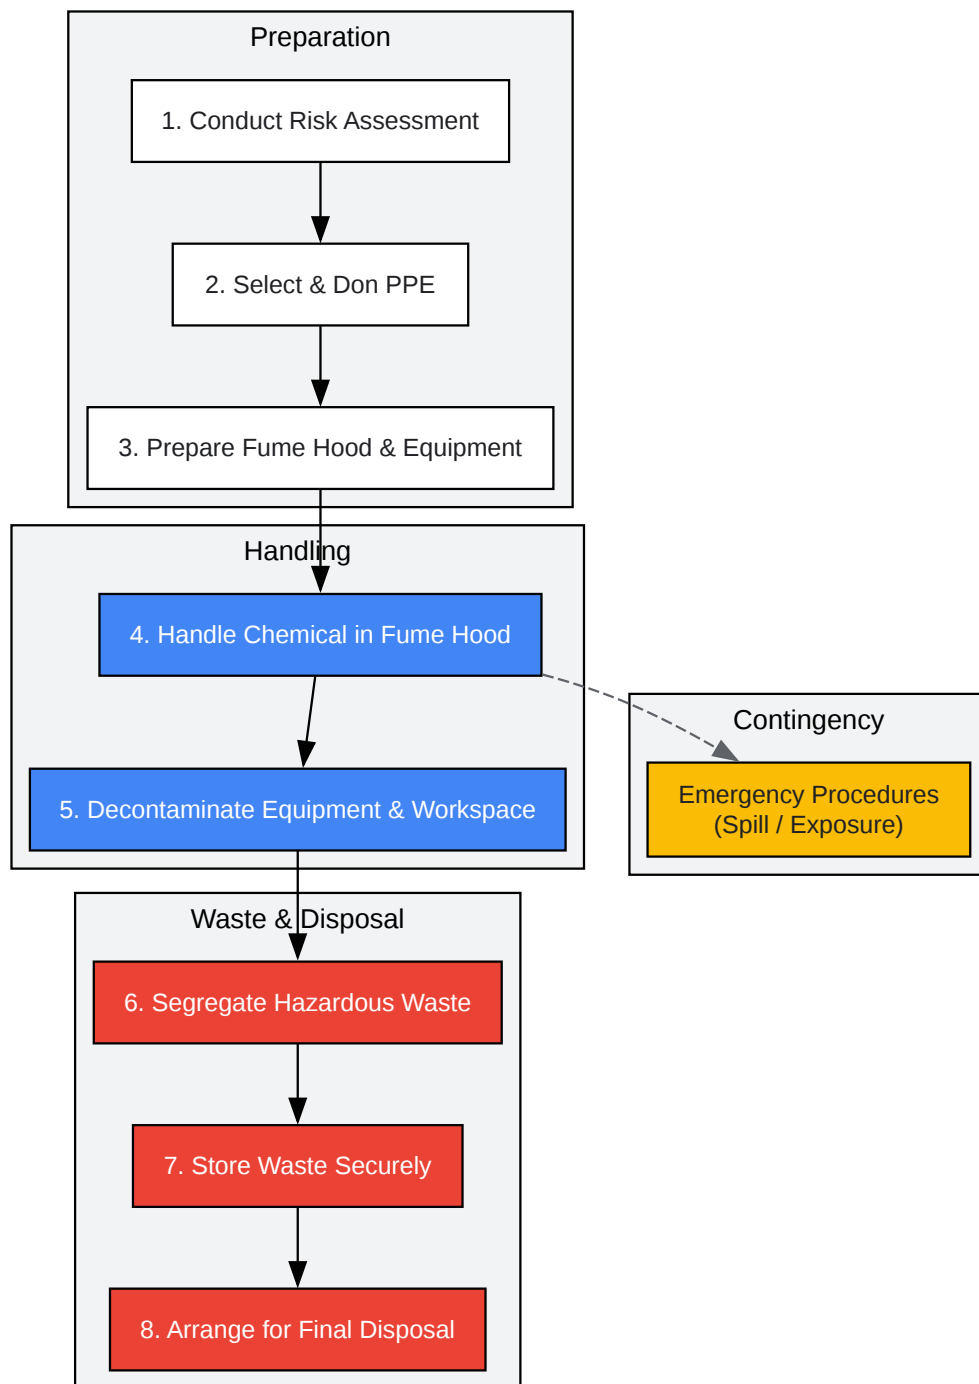 Preparation
1. Conduct Risk Assessment
2. Select & Don PPE
3. Prepare Fume Hood & Equipment
Handling
4. Handle Chemical in Fume Hood
5. Decontaminate Equipment & Workspace
Contingency
Emergency Procedures
(Spill / Exposure)
Waste & Disposal
6. Segregate Hazardous Waste
7. Store Waste Securely
8. Arrange for Final Disposal